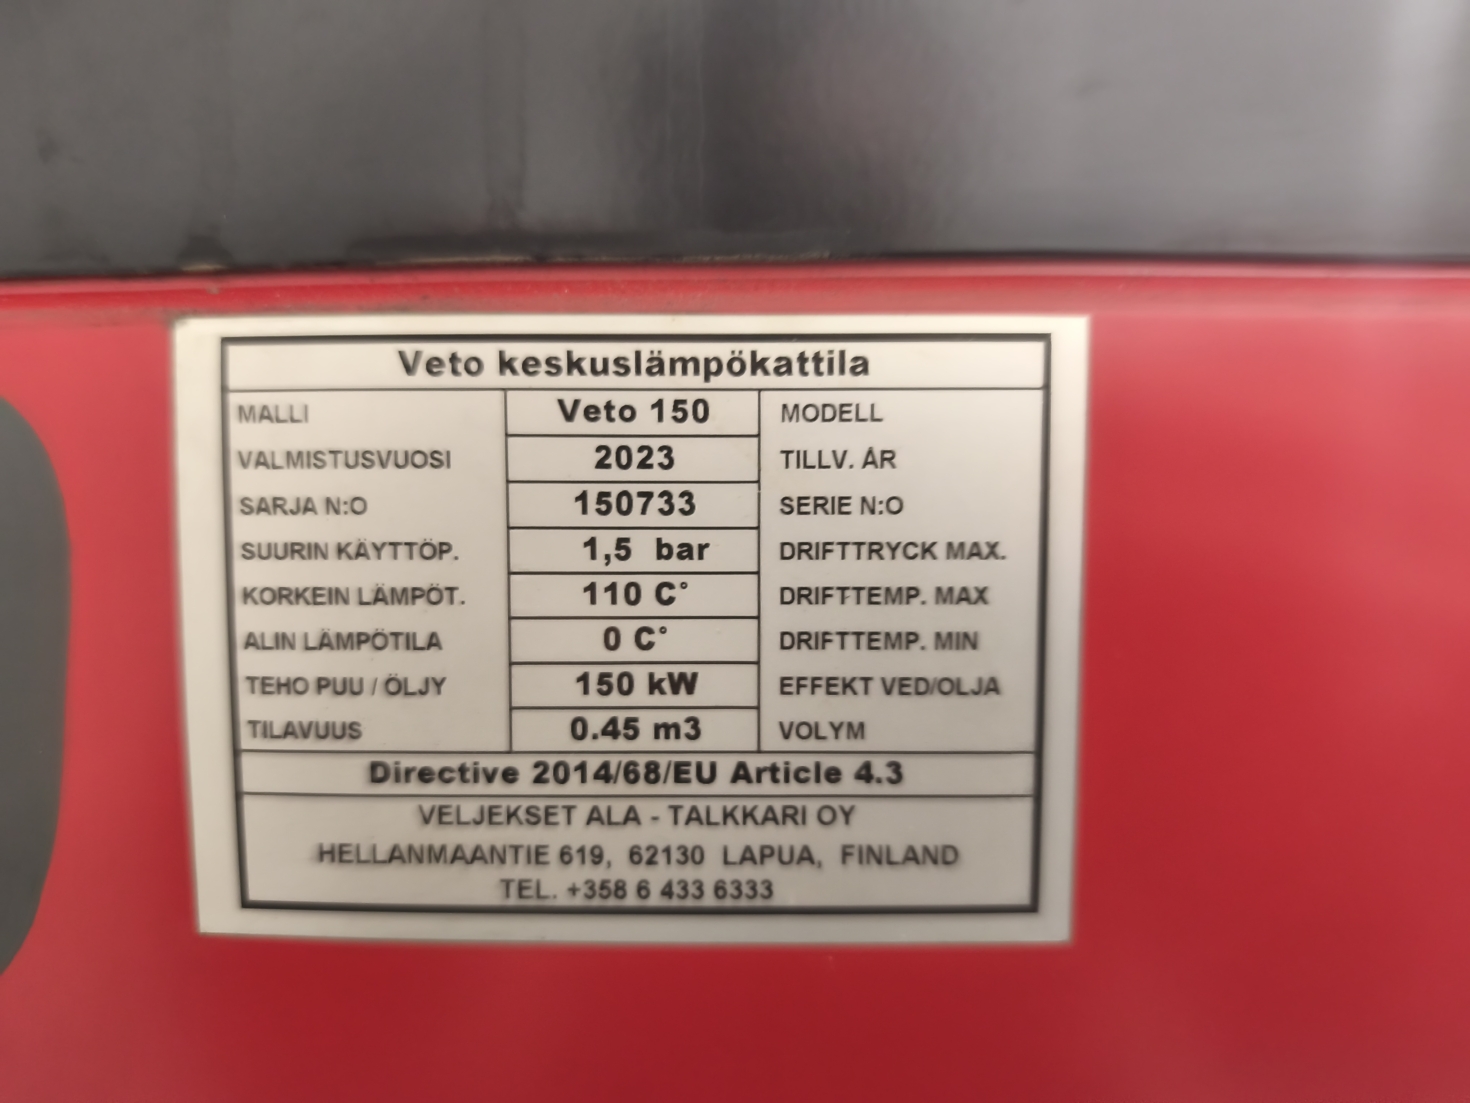 Veto keskuslämpökattila
MALLI Veto 150 MODELL
VALMISTUSVUOSI 2023 TILLV. ÅR
SARJA N:O 150733 SERIE N:O
SUURIN KÄYTTÖP. 1,5 bar DRIFTTRYCK MAX.
KORKEIN LÄMPÖT. 110 C° DRIFTTEMP. MAX
ALIN LÄMPÖTILA 0 C° DRIFTTEMP. MIN
TEHO PUU / ÖLJY 150 kW EFFEKT VED/OLJA
TILAVUUS 0.45 m3 VOLYM
Directive 2014/68/EU Article 4.3
VELJEKSET ALA - TALKKARI OY
HELLANMAANTIE 619, 62130 LAPUA, FINLAND
TEL. +358 6 433 6333